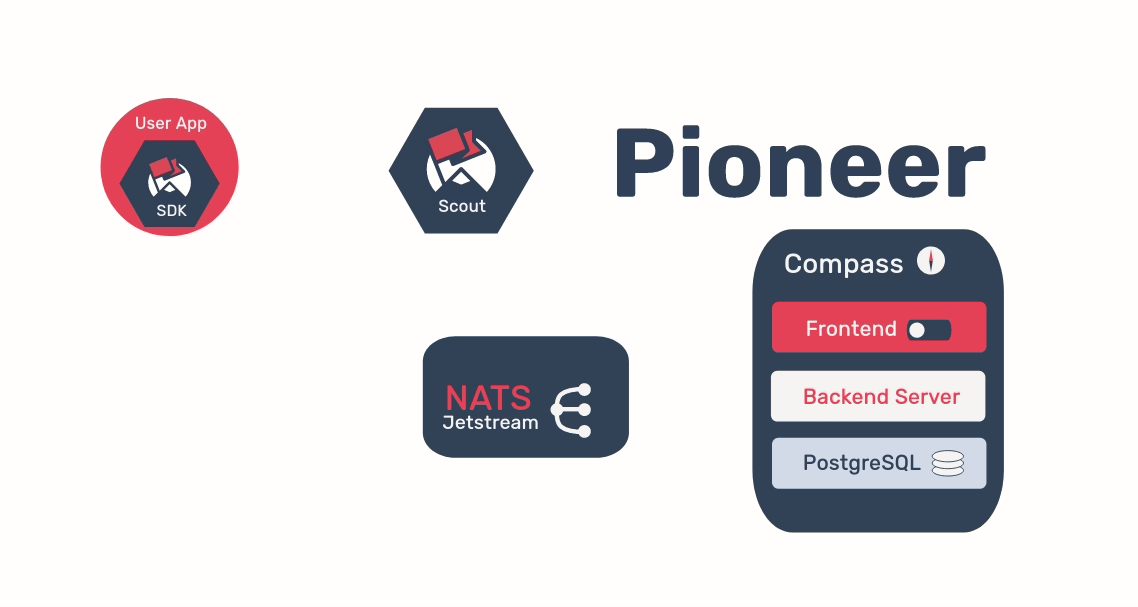 User App
SDK
Scout
Pioneer
Compass
Frontend
Backend Server
PostgreSQL
NATS
Jetstream